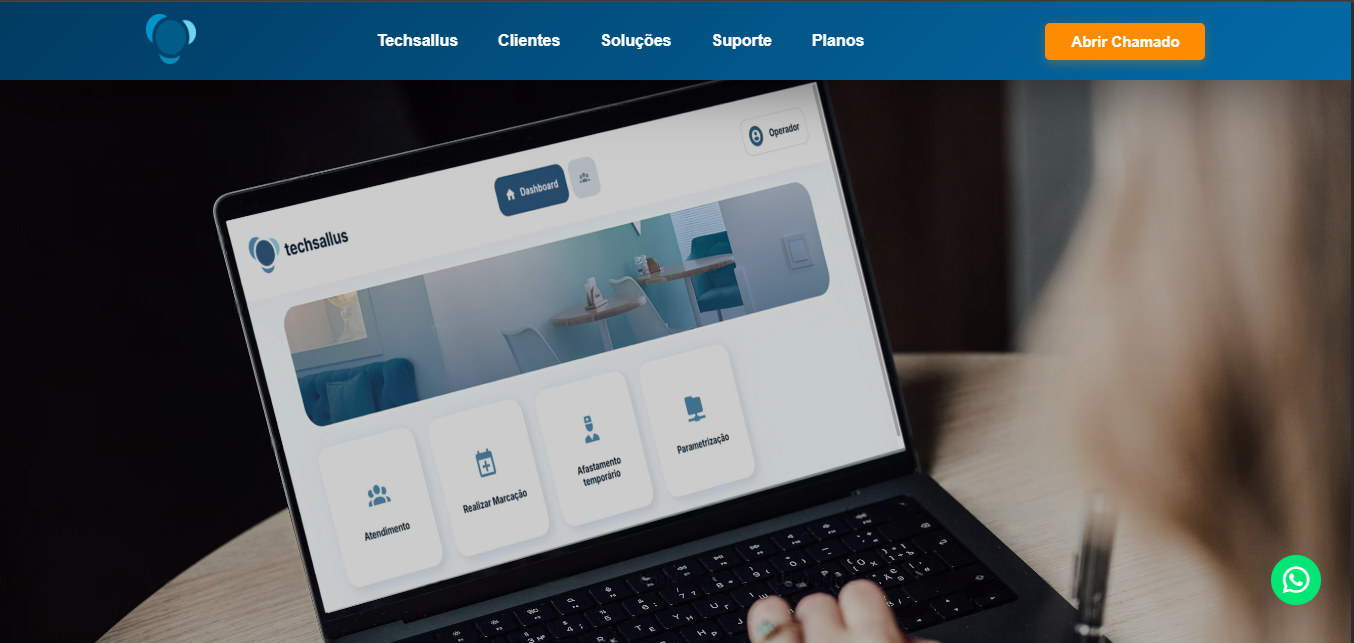 Techsallus Clientes Soluções Suporte Planos Abrir Chamado
Operador
Dashboard
techsallus
Atendimento
Realizar Marcação
Afastamento
temporário
Parametrização